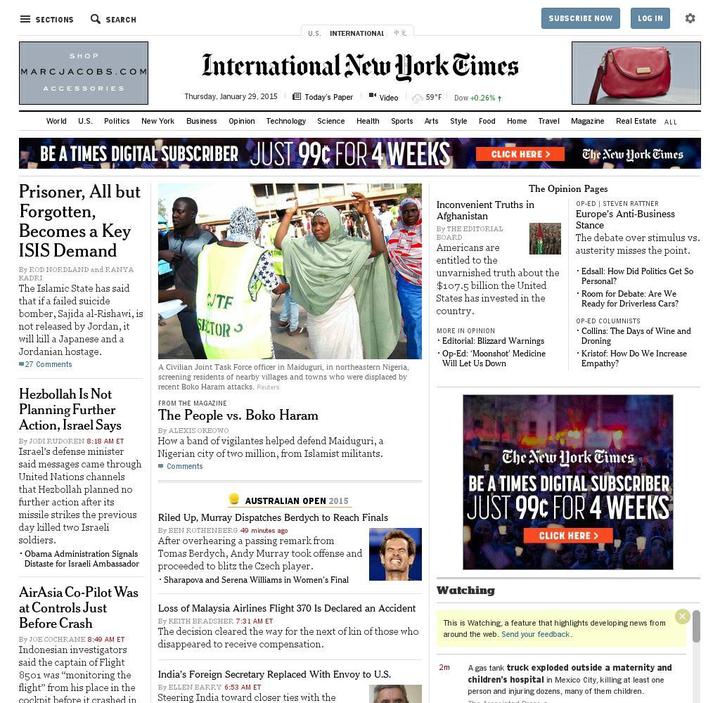 SECTIONS
SEARCH
SUBSCRIBE NOW
LOG IN
U.S.
INTERNATIONAL
中文
SHOP
MARCJACOBS.COM
ACCESSORIES
International New York Times
Thursday, January 29, 2015
Today's Paper
Video
59°F
Dow +0.26% ↑
World
U.S.
Politics
New York
Business
Opinion
Technology
Science
Health
Sports
Arts
Style
Food
Home
Travel
Magazine
Real Estate
ALL
BE A TIMES DIGITAL SUBSCRIBER JUST 99¢ FOR 4 WEEKS
CLICK HERE >
The New York Times
Prisoner, All but
Forgotten,
Becomes a Key
ISIS Demand
By ROD NORDLAND and RANYA
KADRI
The Islamic State has said
that if a failed suicide
bomber, Sajida al-Rishawi, is
not released by Jordan, it
will kill a Japanese and a
Jordanian hostage.
27 Comments
Hezbollah Is Not
Planning Further
Action, Israel Says
By JODI RUDOREN 8:18 AM ET
Israel's defense minister
said messages came through
United Nations channels
that Hezbollah planned no
further action after its
missile strikes the previous
day killed two Israeli
soldiers.
· Obama Administration Signals
Distaste for Israeli Ambassador
AirAsia Co-Pilot Was
at Controls Just
Before Crash
By JOE COCHRANE 8:49 AM ET
Indonesian investigators
said the captain of Flight
8501 was "monitoring the
flight" from his place in the
cockpit before it crashed in
CJTF
SECTOR 5
A Civilian Joint Task Force officer in Maiduguri, in northeastern Nigeria,
screening residents of nearby villages and towns who were displaced by
recent Boko Haram attacks. Reuters
FROM THE MAGAZINE
The People vs. Boko Haram
By ALEXIS OKEOWO
How a band of vigilantes helped defend Maiduguri, a
Nigerian city of two million, from Islamist militants.
Comments
AUSTRALIAN OPEN 2015
Riled Up, Murray Dispatches Berdych to Reach Finals
By BEN ROTHENBERG 49 minutes ago
After overhearing a passing remark from
Tomas Berdych, Andy Murray took offense and
proceeded to blitz the Czech player.
· Sharapova and Serena Williams in Women's Final
Loss of Malaysia Airlines Flight 370 Is Declared an Accident
By KEITH BRADSHER 7:31 AM ET
The decision cleared the way for the next of kin of those who
disappeared to receive compensation.
India's Foreign Secretary Replaced With Envoy to U.S.
By ELLEN BARRY 6:53 AM ET
Steering India toward closer ties with the
The Opinion Pages
Inconvenient Truths in
Afghanistan
By THE EDITORIAL
BOARD
Americans are
entitled to the
unvarnished truth about the
$107.5 billion the United
States has invested in the
country.
MORE IN OPINION
· Editorial: Blizzard Warnings
· Op-Ed: 'Moonshot' Medicine
Will Let Us Down
OP-ED | STEVEN RATTNER
Europe's Anti-Business
Stance
The debate over stimulus vs.
austerity misses the point.
· Edsall: How Did Politics Get So
Personal?
· Room for Debate: Are We
Ready for Driverless Cars?
OP-ED COLUMNISTS
· Collins: The Days of Wine and
Droning
· Kristof: How Do We Increase
Empathy?
The New York Times
BE A TIMES DIGITAL SUBSCRIBER
JUST 99¢ FOR 4 WEEKS
CLICK HERE >
Watching
This is Watching, a feature that highlights developing news from
around the web. Send your feedback.
2m
A gas tank truck exploded outside a maternity and
children's hospital in Mexico City, killing at least one
person and injuring dozens, many of them children.
The Associated Press